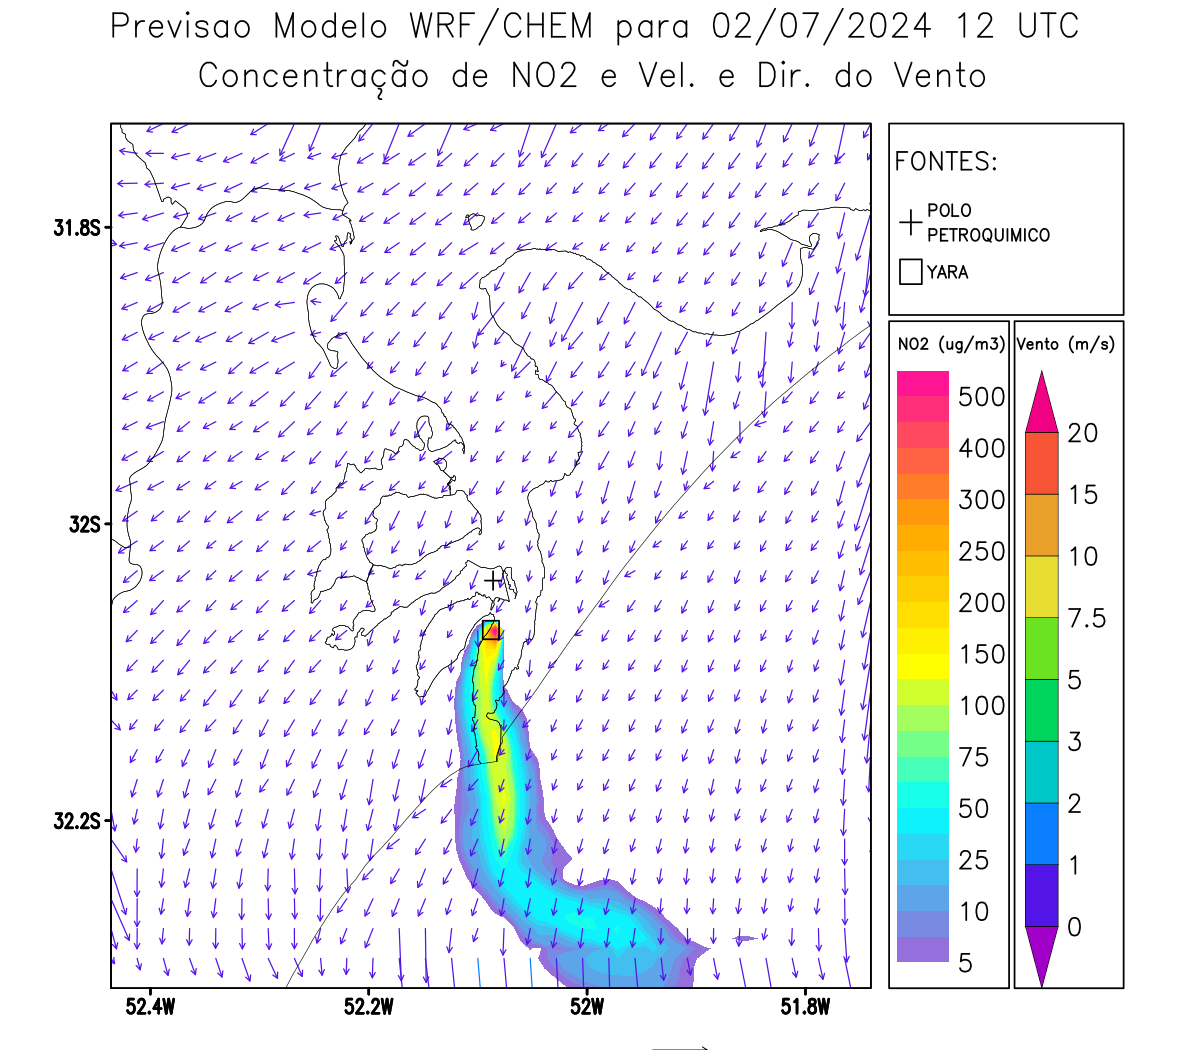 Previsao Modelo WRF/CHEM para 02/07/2024 12 UTC
Concentração de NO2 e Vel. e Dir. do Vento
FONTES:
POLO
PETROQUIMICO
YARA
NO2 (ug/m3)
500
400
300
250
200
150
100
75
50
25
10
5
Vento (m/s)
20
15
10
7.5
5
3
2
1
0
31.8S
32S
32.2S
52.4W
52.2W
52W
51.8W